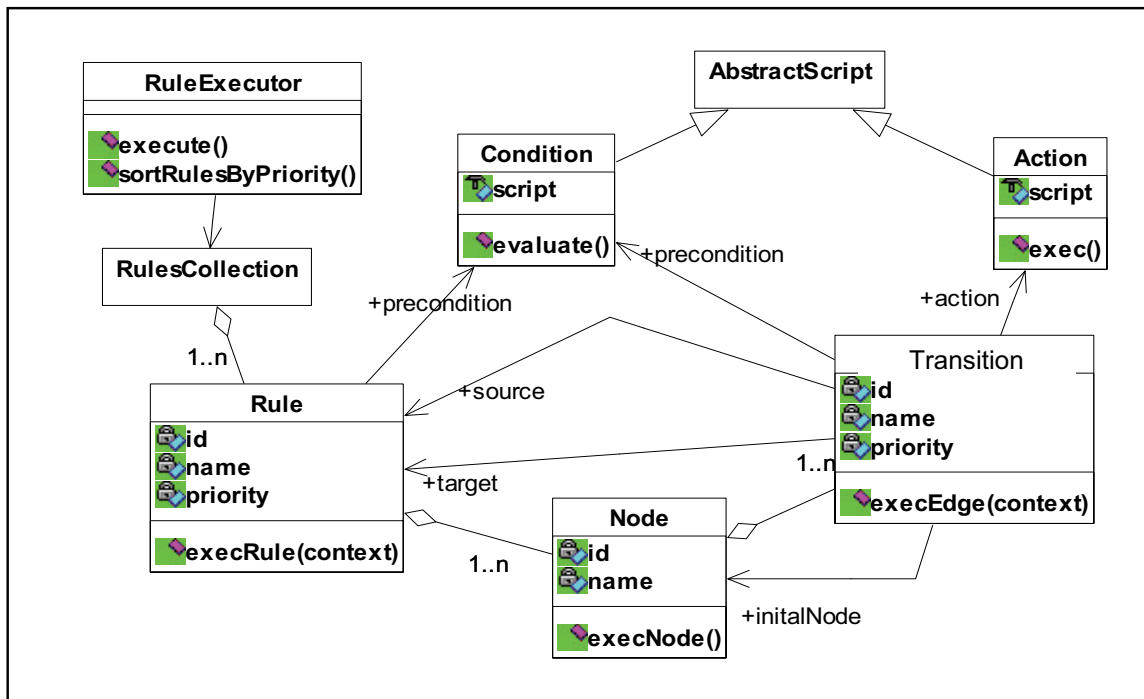 RuleExecutor
execute()
sortRulesByPriority()
AbstractScript
Condition
script
evaluate()
Action
script
exec()
RulesCollection
+precondition
+precondition
+action
1..n
Transition
id
name
priority
execEdge(context)
+source
Rule
id
name
priority
execRule(context)
+target
1..n
1..n
Node
id
name
execNode()
+initalNode